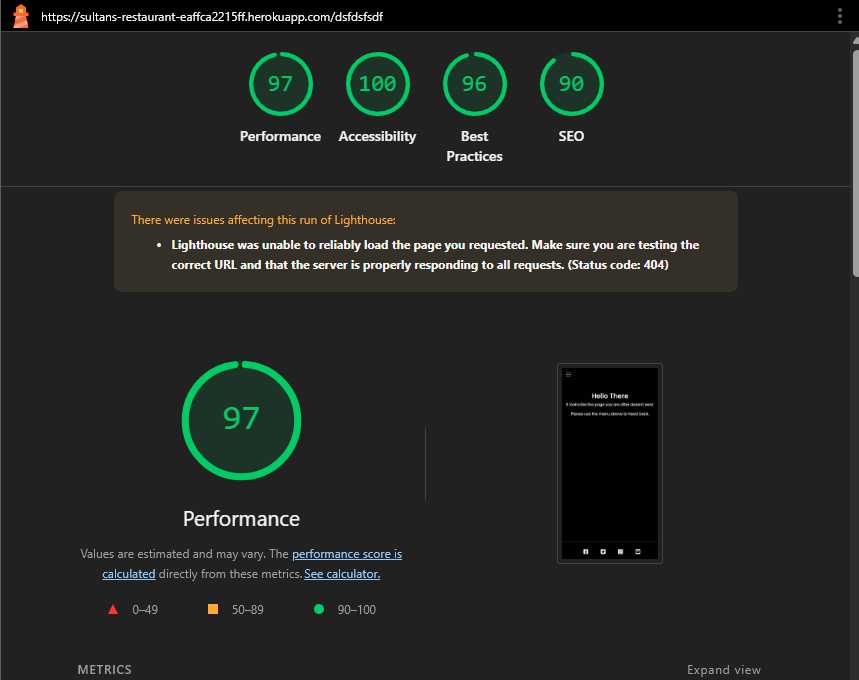 https://sultans-restaurant-eaffca2215ff.herokuapp.com/dsfdsfsdf
97
100
96
90
Performance
Accessibility
Best
Practices
SEO
There were issues affecting this run of Lighthouse:
• Lighthouse was unable to reliably load the page you requested. Make sure you are testing the
correct URL and that the server is properly responding to all requests. (Status code: 404)
97
Performance
Values are estimated and may vary. The performance score is
calculated directly from these metrics. See calculator.
0–49
50–89
90–100
Hello There
It looks like the page you are after doesn't exist
Please use the menu above to head back.
METRICS
Expand view